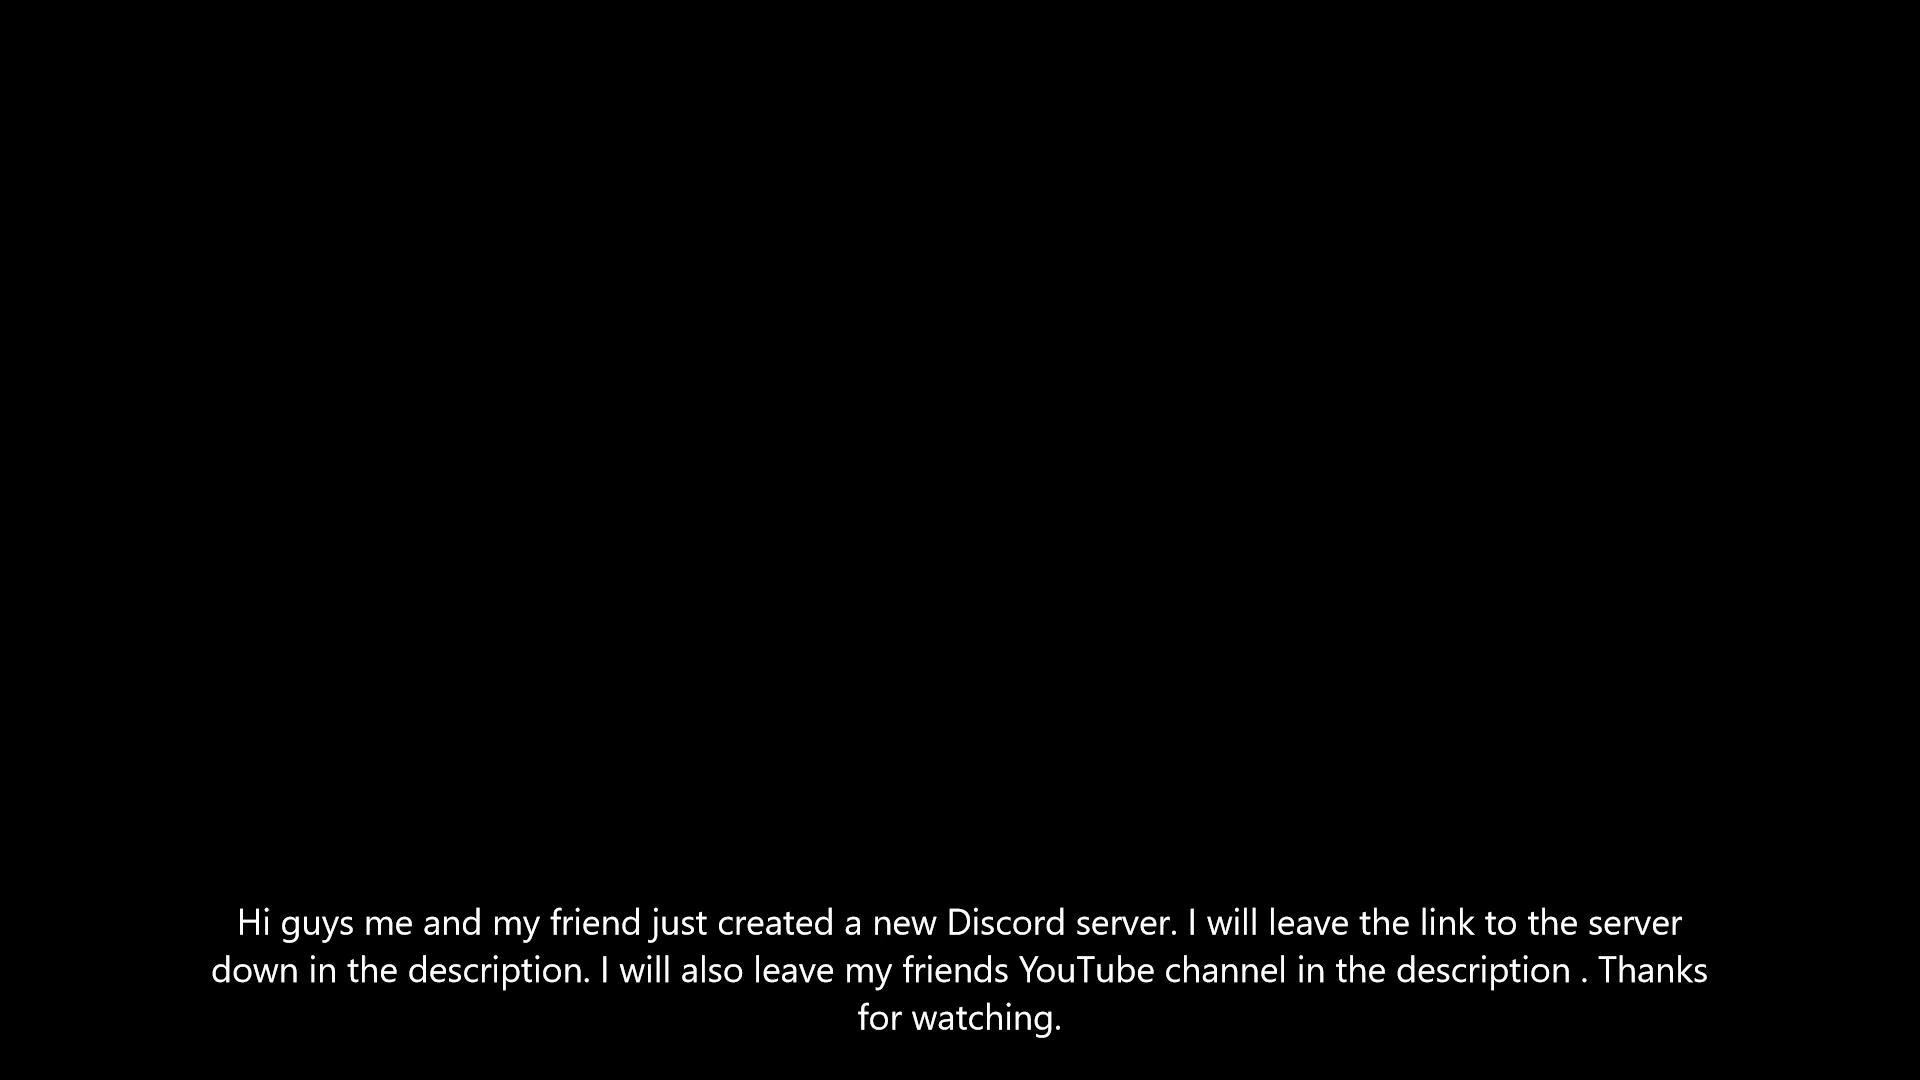 Hi guys me and my friend just created a new Discord server. I will leave the link to the server
down in the description. I will also leave my friends YouTube channel in the description . Thanks
for watching.